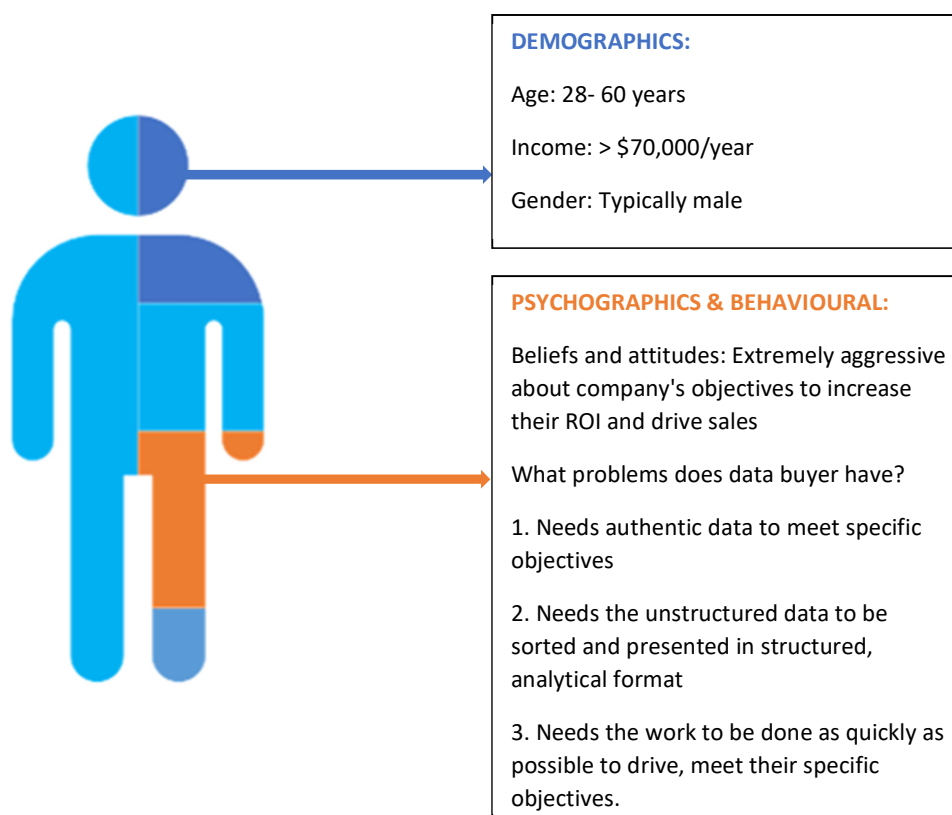 DEMOGRAPHICS:
Age: 28- 60 years
Income: > $70,000/year
Gender: Typically male
PSYCHOGRAPHICS & BEHAVIOURAL:
Beliefs and attitudes: Extremely aggressive
about company's objectives to increase
their ROI and drive sales
What problems does data buyer have?
1. Needs authentic data to meet specific
objectives
2. Needs the unstructured data to be
sorted and presented in structured,
analytical format
3. Needs the work to be done as quickly as
possible to drive, meet their specific
objectives.